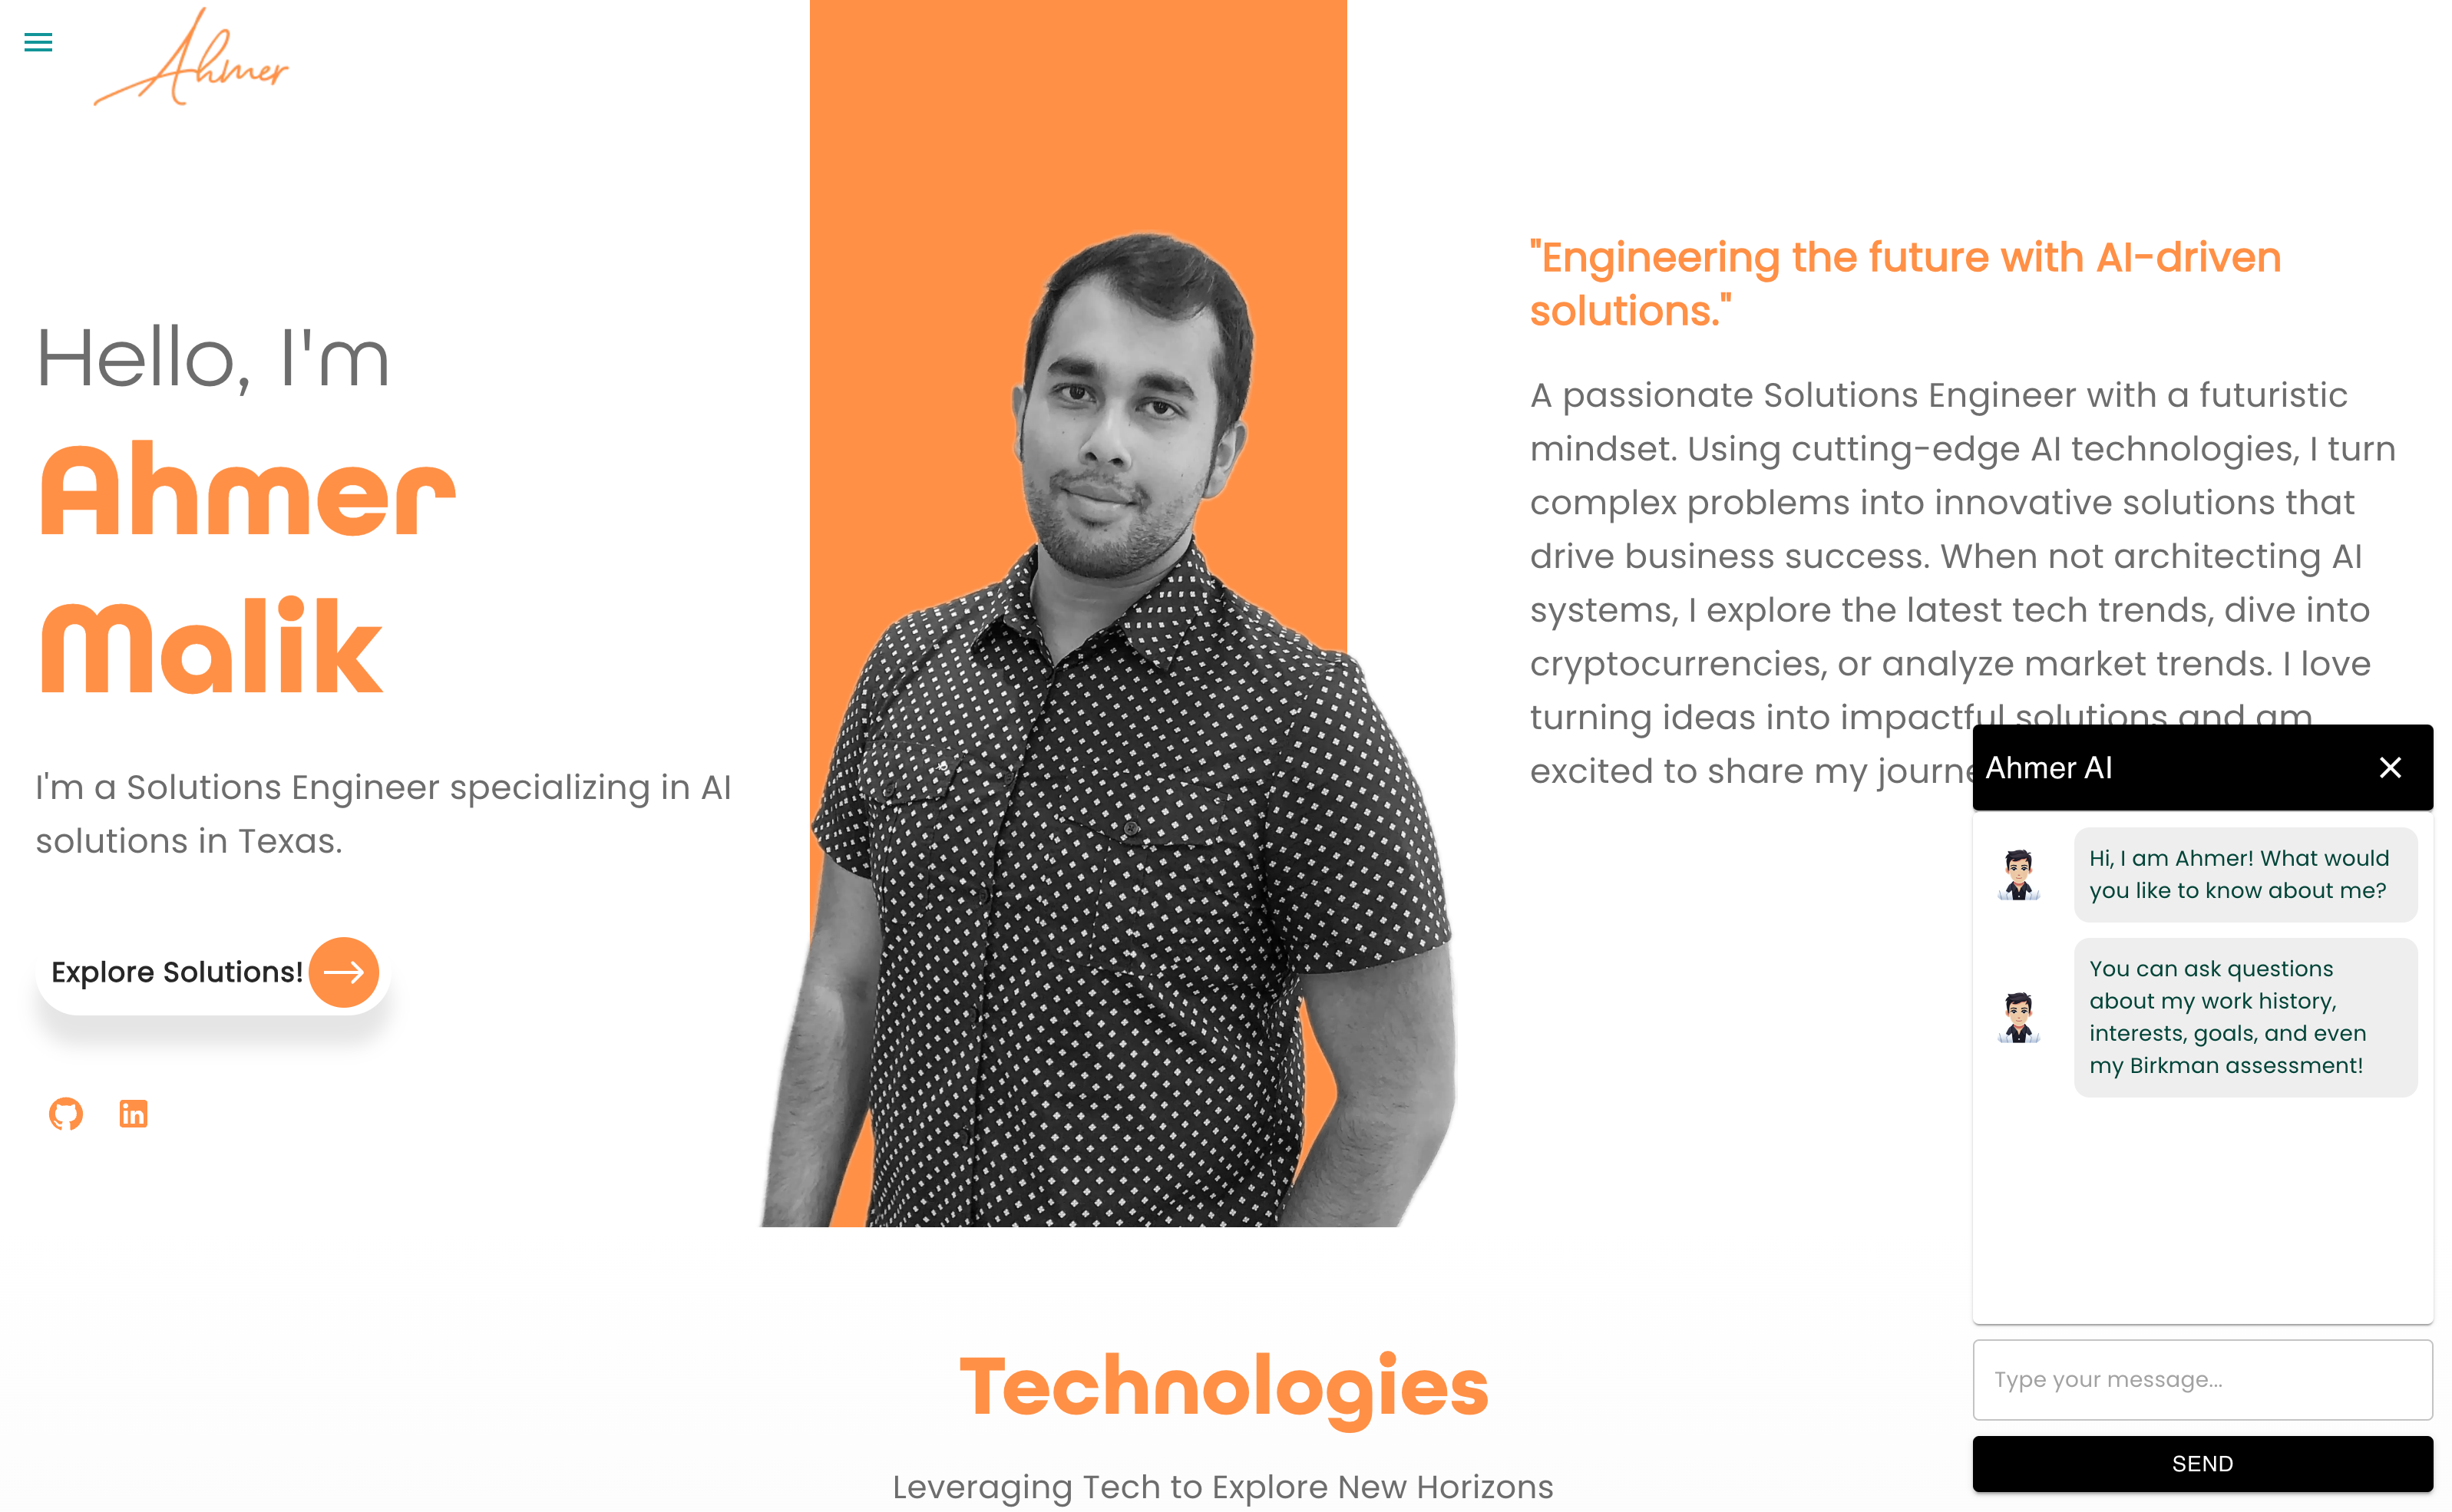 Ahmer
Hello, I'm
Ahmer
Malik
I'm a Solutions Engineer specializing in AI
solutions in Texas.
Explore Solutions!
"Engineering the future with AI-driven
solutions."
A passionate Solutions Engineer with a futuristic
mindset. Using cutting-edge AI technologies, I turn
complex problems into innovative solutions that
drive business success. When not architecting AI
systems, I explore the latest tech trends, dive into
cryptocurrencies, or analyze market trends. I love
turning ideas into impactful solutions and am
excited to share my journe
Ahmer AI
Hi, I am Ahmer! What would
you like to know about me?
You can ask questions
about my work history,
interests, goals, and even
my Birkman assessment!
Type your message...
SEND
Technologies
Leveraging Tech to Explore New Horizons